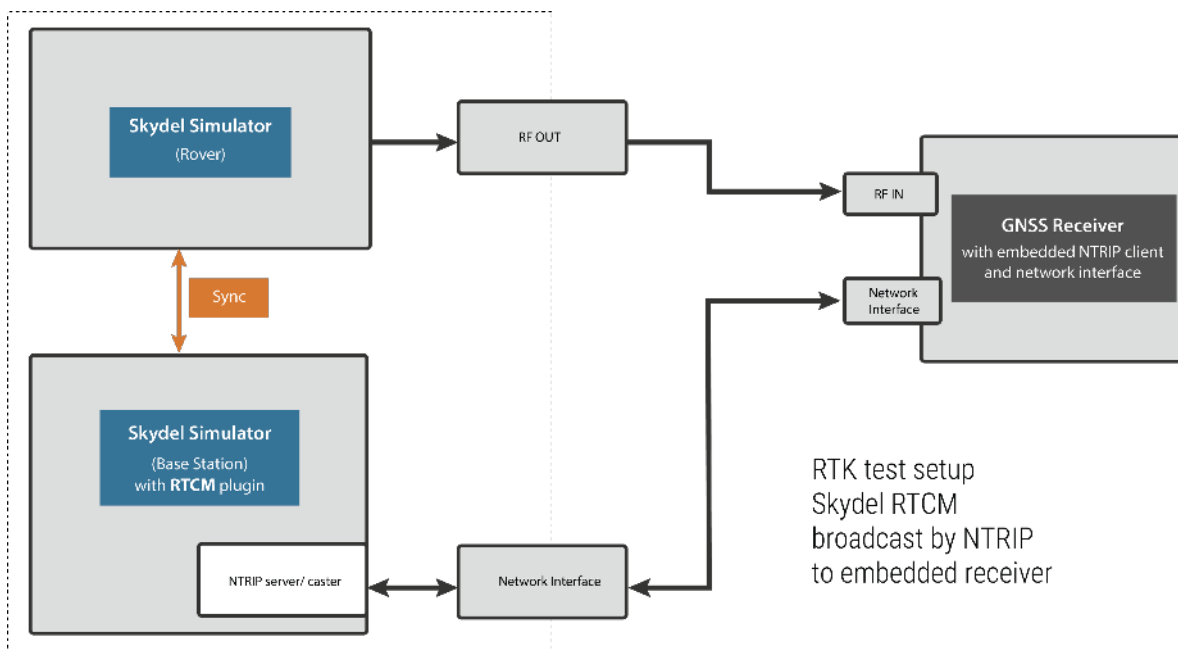 Skydel Simulator
(Rover)
RF OUT
RF IN
GNSS Receiver
with embedded NTRIP client
and network interface
Sync
Network
Interface
Skydel Simulator
(Base Station)
with RTCM plugin
NTRIP server/ caster
Network Interface
RTK test setup
Skydel RTCM
broadcast by NTRIP
to embedded receiver